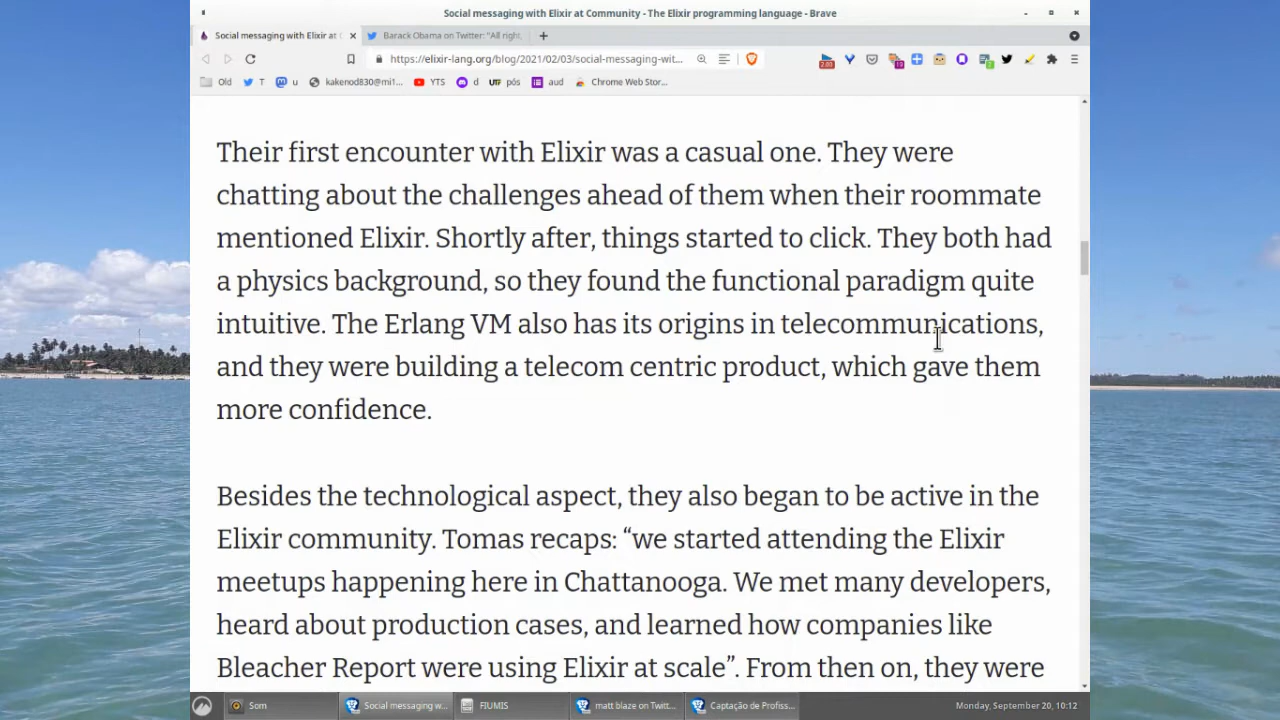 Social messaging with Elixir at Community - The Elixir programming language - Brave
Social messaging with Elixir at C
Barack Obama on Twitter: "All right,
https://elixir-lang.org/blog/2021/02/03/social-messaging-wit...
Old
T
u
kakenod830@mi1...
YTS
d
UTF pós
aud
Chrome Web Stor...
Their first encounter with Elixir was a casual one. They were
chatting about the challenges ahead of them when their roommate
mentioned Elixir. Shortly after, things started to click. They both had
a physics background, so they found the functional paradigm quite
intuitive. The Erlang VM also has its origins in telecommunications,
and they were building a telecom centric product, which gave them
more confidence.
Besides the technological aspect, they also began to be active in the
Elixir community. Tomas recaps: “we started attending the Elixir
meetups happening here in Chattanooga. We met many developers,
heard about production cases, and learned how companies like
Bleacher Report were using Elixir at scale”. From then on, they were
Som
Social messaging w...
FIUMIS
matt blaze on Twitt...
Captação de Profiss...
Monday, September 20, 10:12